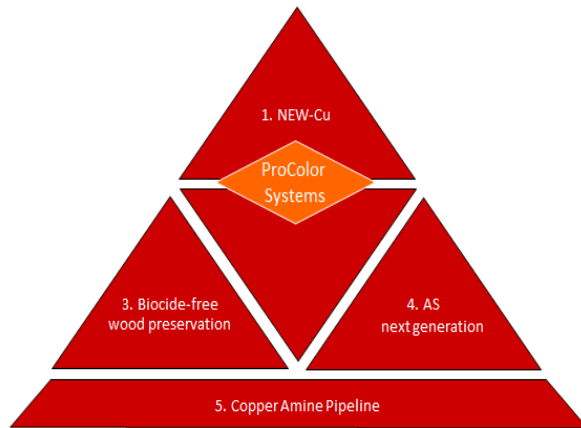 1. NEW-Cu
ProColor
Systems
3. Biocide-free
wood preservation
4. AS
next generation
5. Copper Amine Pipeline